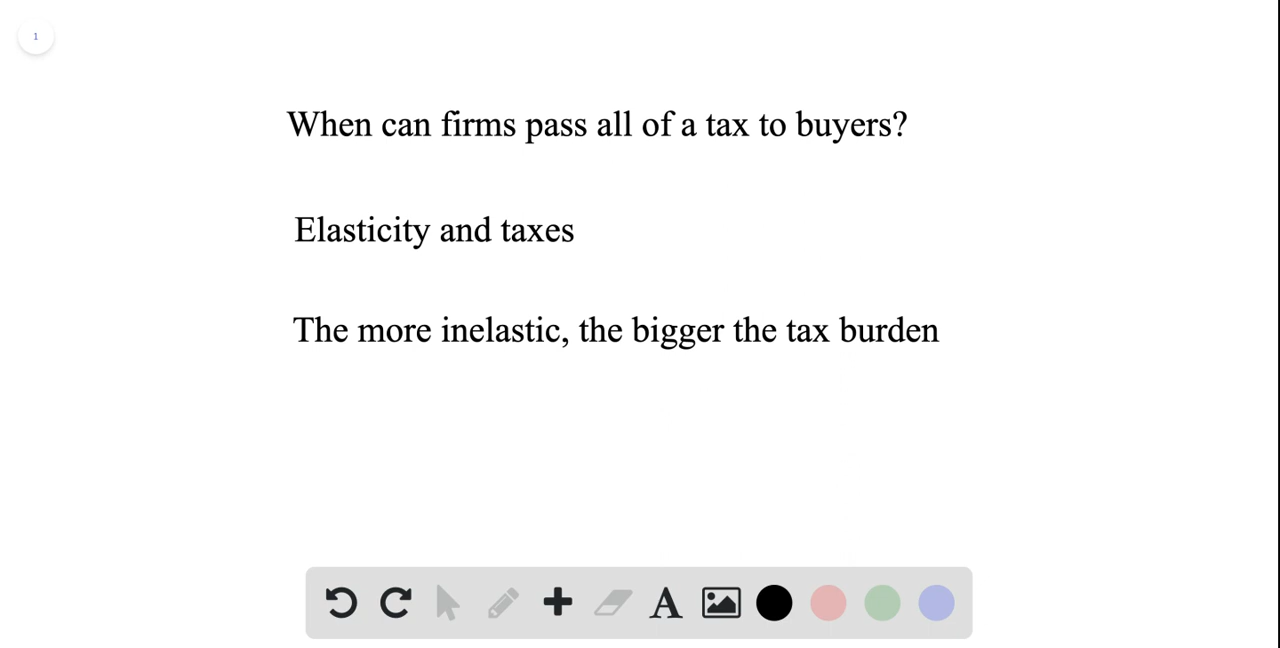 1
When can firms pass all of a tax to buyers?
Elasticity and taxes
The more inelastic, the bigger the tax burden
A